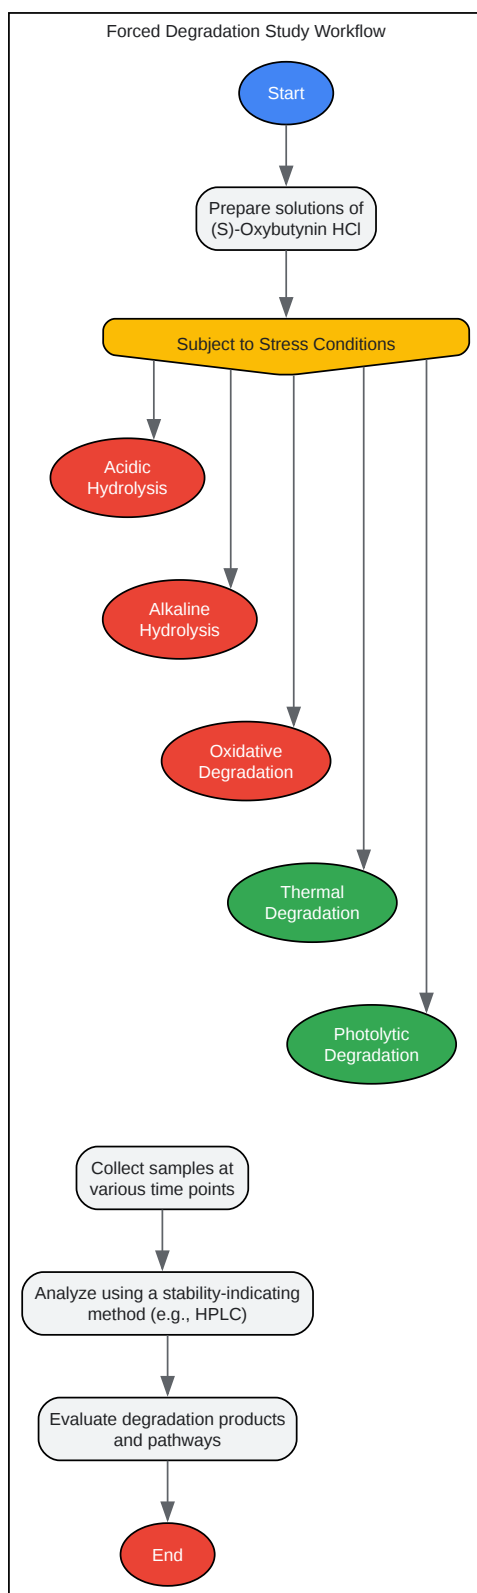 Forced Degradation Study Workflow
Start
Prepare solutions of
(S)-Oxybutynin HCl
Subject to Stress Conditions
Acidic
Hydrolysis
Alkaline
Hydrolysis
Oxidative
Degradation
Thermal
Degradation
Photolytic
Degradation
Collect samples at
various time points
Analyze using a stability-indicating
method (e.g., HPLC)
Evaluate degradation products
and pathways
End